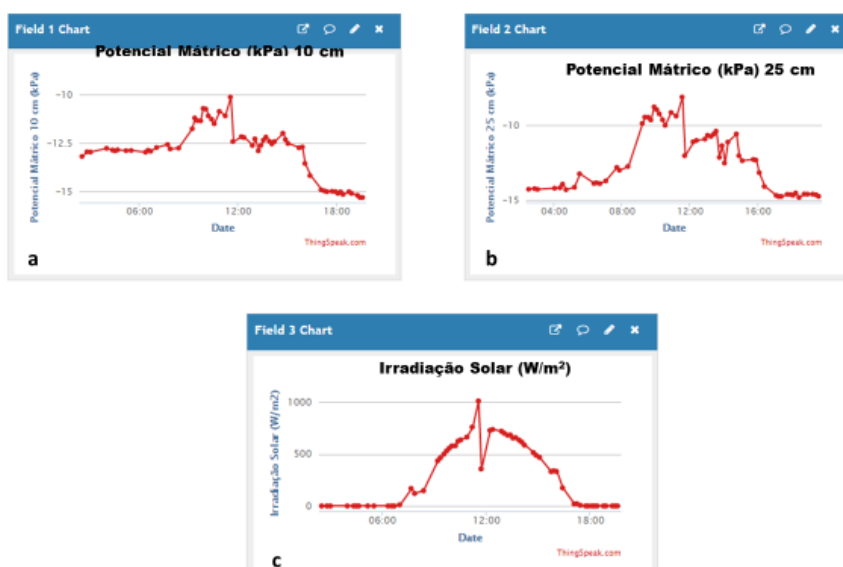 Field 1 Chart
Potencial Mátrico (kPa) 10 cm
Potencial Mátrico 10 cm (kPa)
-10
-12.5
-15
06:00 12:00 18:00
Date
ThingSpeak.com
a
Field 2 Chart
Potencial Mátrico (kPa) 25 cm
Potencial Mátrico 25 cm (kPa)
-10
-15
04:00 08:00 12:00 16:00
Date
ThingSpeak.com
b
Field 3 Chart
Irradiação Solar (W/m²)
Irradiação Solar (W/m2)
1000
500
0
06:00 12:00 18:00
Date
ThingSpeak.com
c